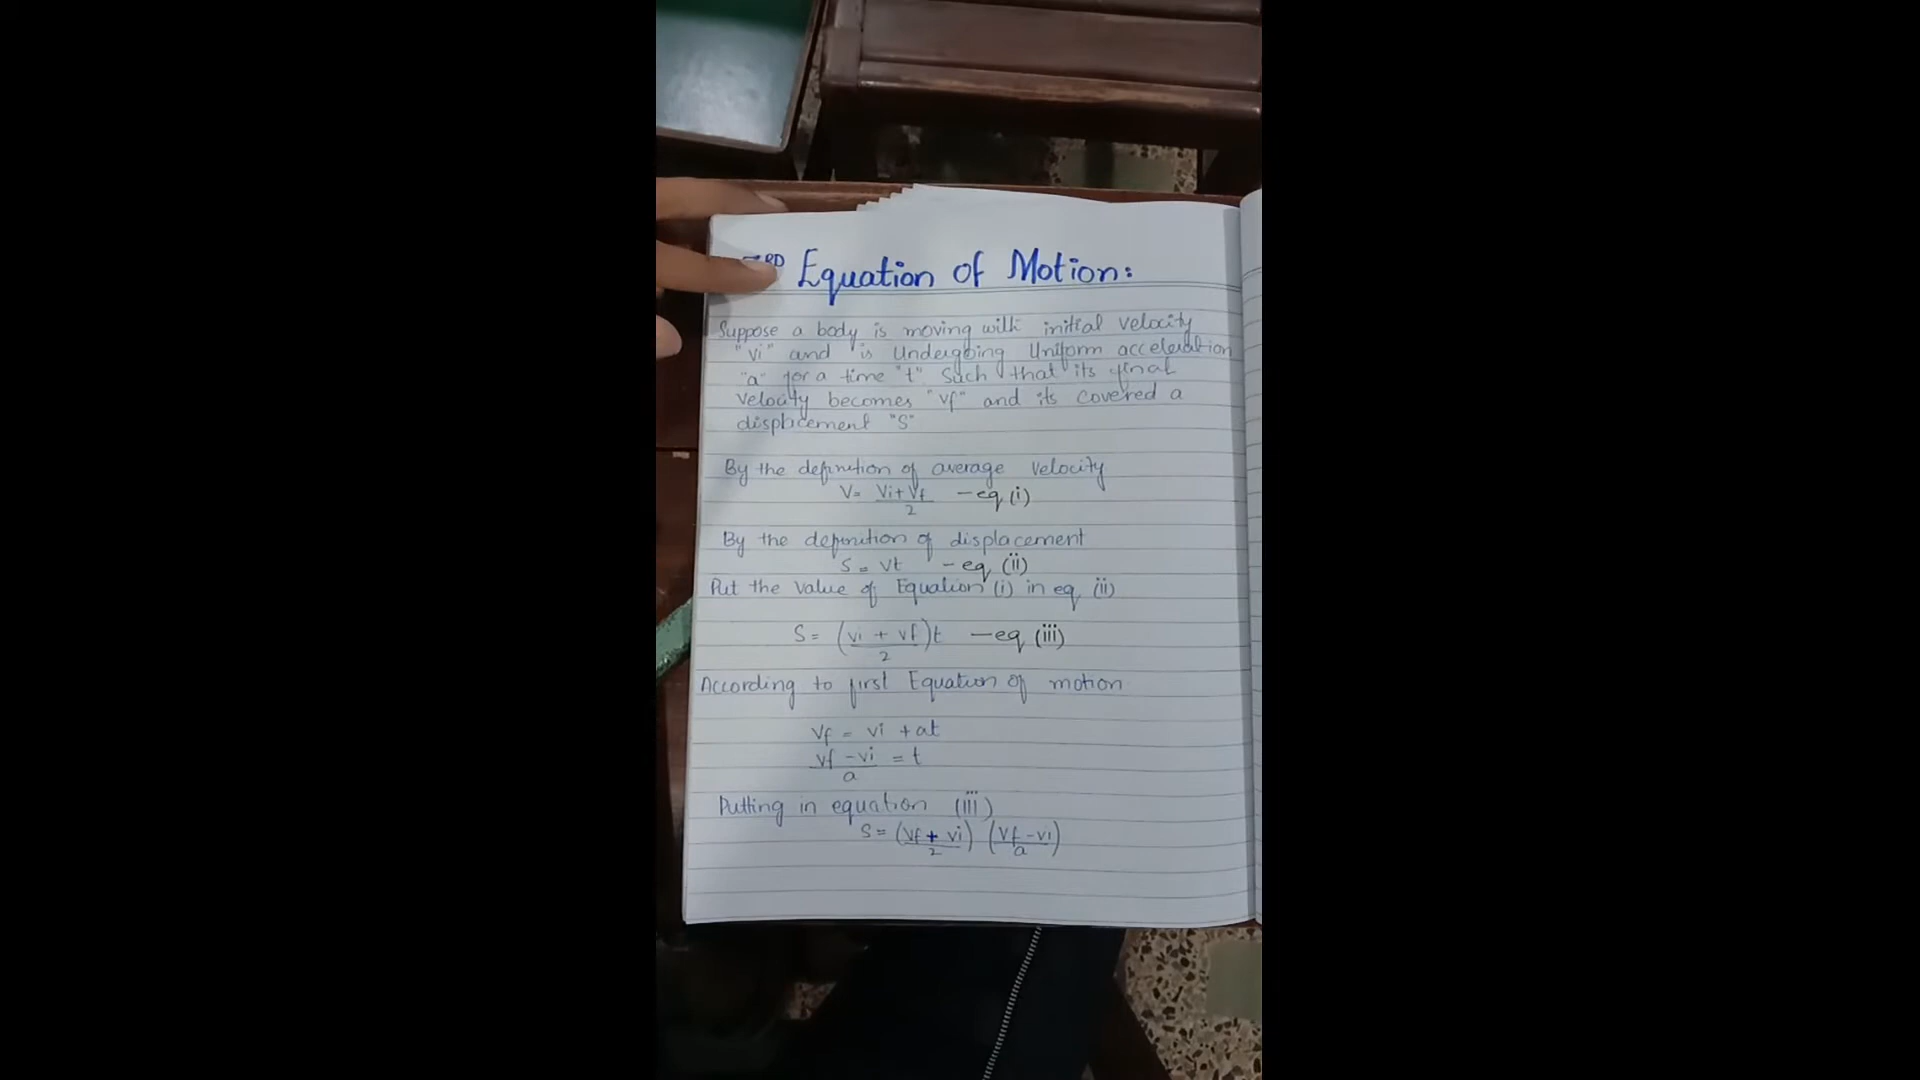 RD Equation of Motion:
Suppose a body is moving with initial velocity
"vi" and is Undergoing Uniform acceleration
"a" for a time "t" Such that its final
velocity becomes "vf" and its covered a
displacement "S"
By the definition of average velocity
V= Vi+Vf/2 - eq (i)
By the definition of displacement
S = Vt - eq (ii)
Put the value of Equation (i) in eq (ii)
S = (vi + vf/2)t - eq (iii)
According to first Equation of motion
Vf = vi + at
vf - vi/a = t
Putting in equation (iii)
S = (Vf + vi/2) (Vf - vi/a)